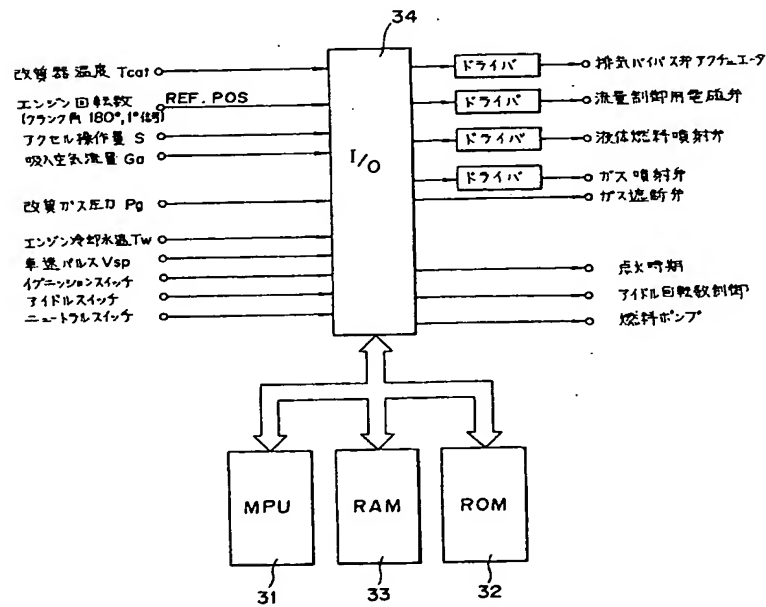 34
改質器温度 Tcat
エンジン回転数
(クランク角 180°, 1°信号)
REF. POS
アクセル操作量 S
吸入空気流量 Ga
改質ガス圧力 Pg
エンジン冷却水温 Tw
車速パルス Vsp
イグニッションスイッチ
アイドルスイッチ
ニュートラルスイッチ
I/O
ドライバ
排気バイパス弁アクチュエータ
ドライバ
流量制御用電磁弁
ドライバ
液体燃料噴射弁
ドライバ
ガス噴射弁
ガス遮断弁
点火時期
アイドル回転数制御
燃料ポンプ
MPU
RAM
ROM
31
33
32